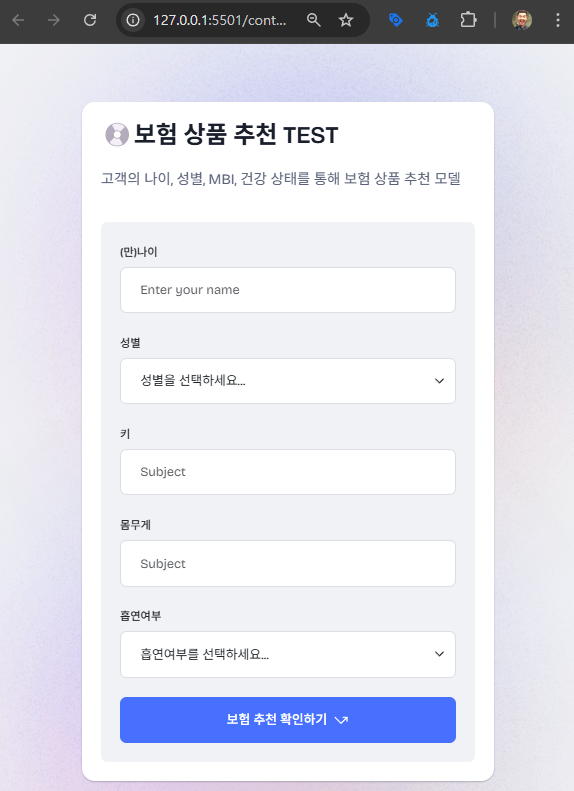 127.0.0.1:5501/cont...
보험 상품 추천 TEST
고객의 나이, 성별, MBI, 건강 상태를 통해 보험 상품 추천 모델
(만)나이
Enter your name
성별
성별을 선택하세요...
키
Subject
몸무게
Subject
흡연여부
흡연여부를 선택하세요...
보험 추천 확인하기